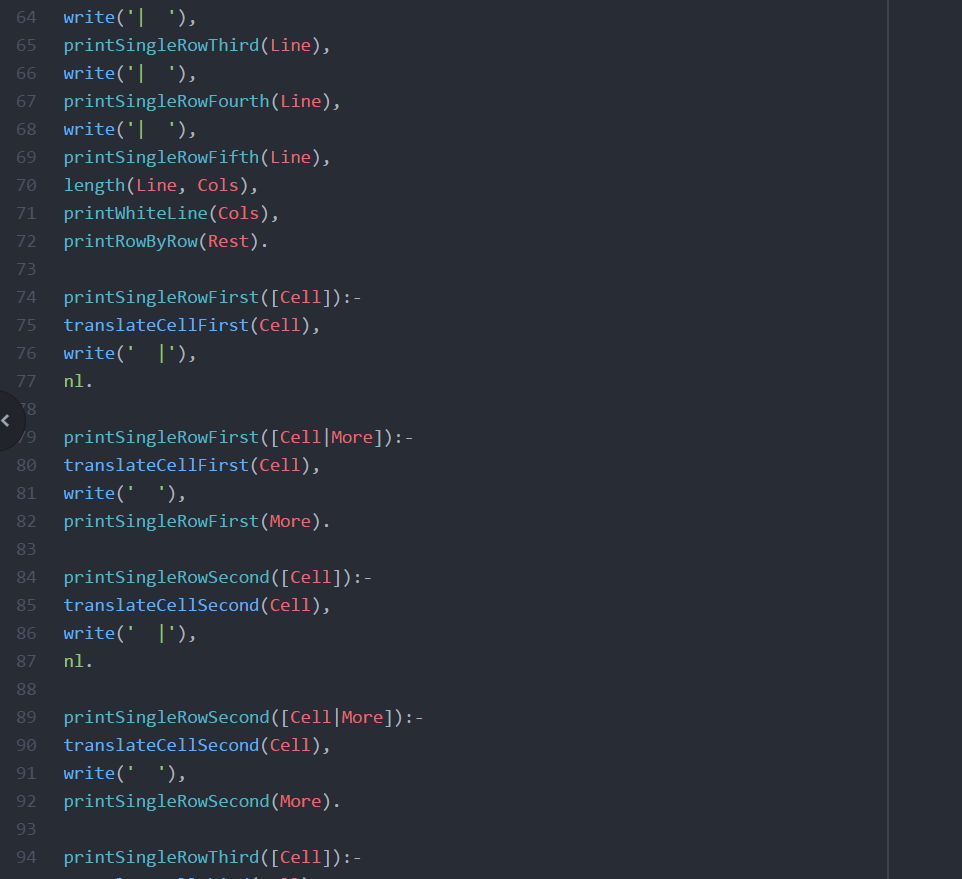 64 write('|  '),
65 printSingleRowThird(Line),
66 write('|  '),
67 printSingleRowFourth(Line),
68 write('|  '),
69 printSingleRowFifth(Line),
70 length(Line, Cols),
71 printWhiteLine(Cols),
72 printRowByRow(Rest).
73
74 printSingleRowFirst([Cell]):-
75 translateCellFirst(Cell),
76 write('  |'),
77 nl.
78
79 printSingleRowFirst([Cell|More]):-
80 translateCellFirst(Cell),
81 write('  '),
82 printSingleRowFirst(More).
83
84 printSingleRowSecond([Cell]):-
85 translateCellSecond(Cell),
86 write('  |'),
87 nl.
88
89 printSingleRowSecond([Cell|More]):-
90 translateCellSecond(Cell),
91 write('  '),
92 printSingleRowSecond(More).
93
94 printSingleRowThird([Cell]):-